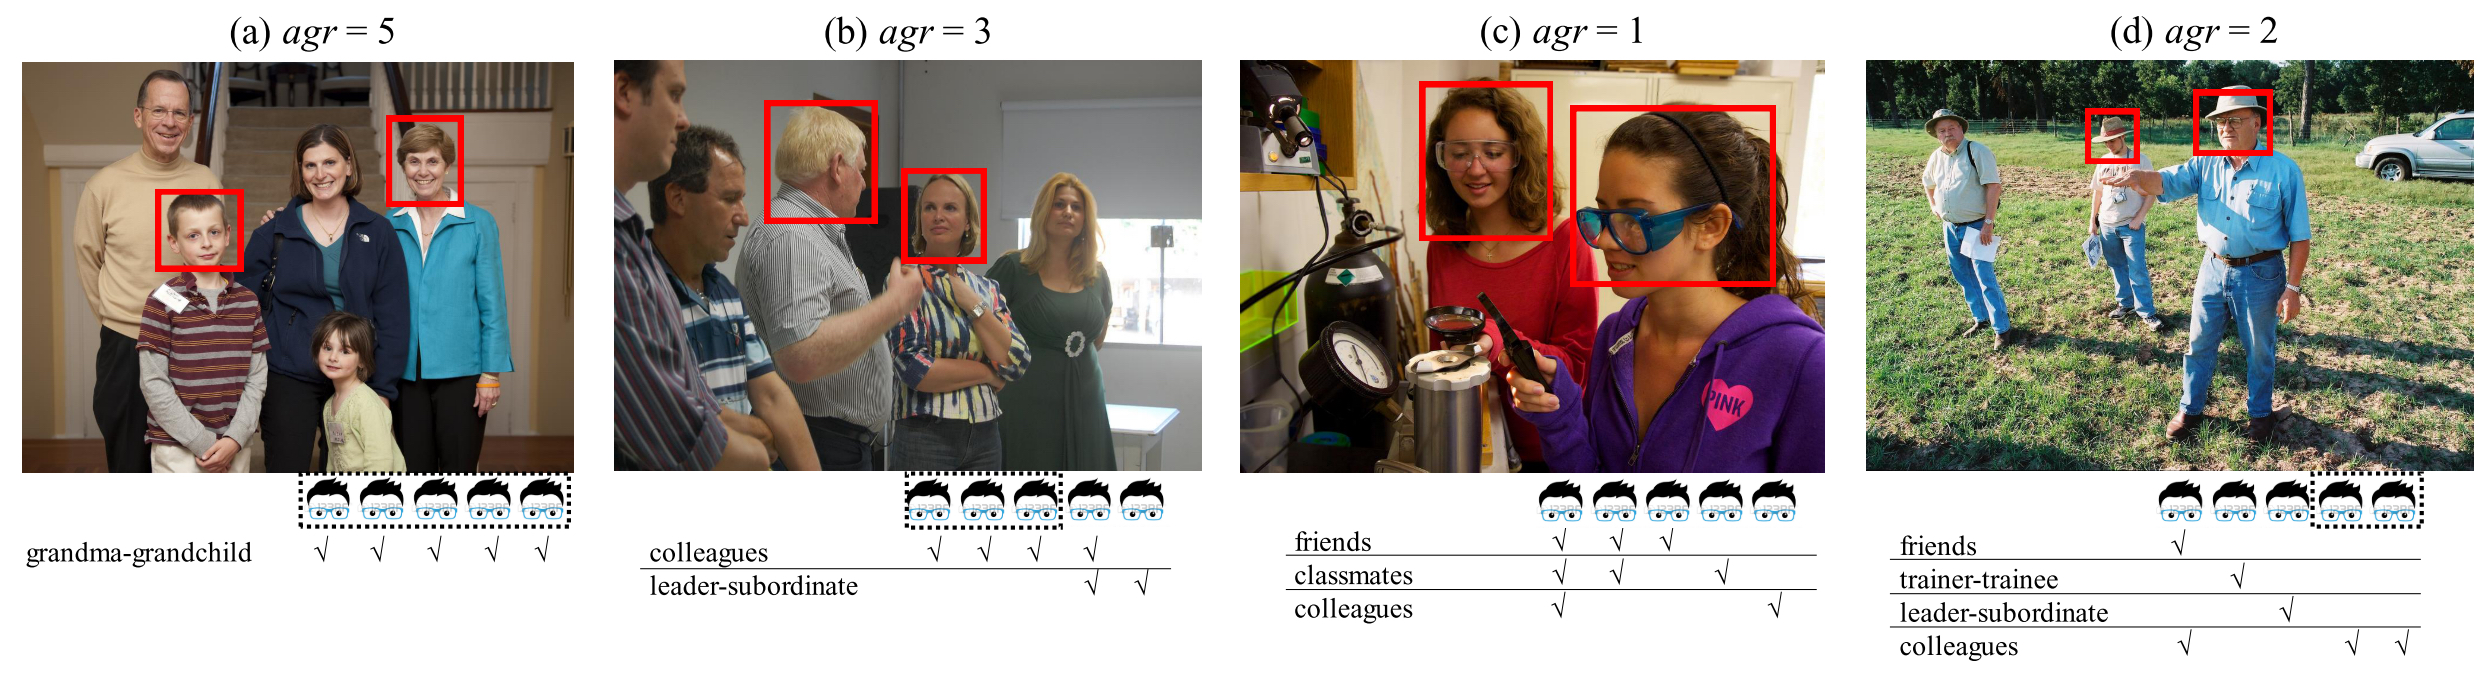 (a) agr = 5
(b) agr = 3
(c) agr = 1
(d) agr = 2
PINK
grandma-grandchild √ √ √ √ √
colleagues √ √ √ √
leader-subordinate √ √
friends √ √ √
classmates √ √ √
colleagues √ √
friends √
trainer-trainee √
leader-subordinate √
colleagues √ √ √